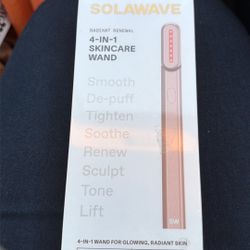 SOLAWAVE
RADIANT RENEWAL
4-IN-1
SKINCARE
WAND
Smooth
De-puff
Tighten
Soothe
Renew
Sculpt
Tone
Lift
SW
4-IN-1 WAND FOR GLOWING, RADIANT SKIN